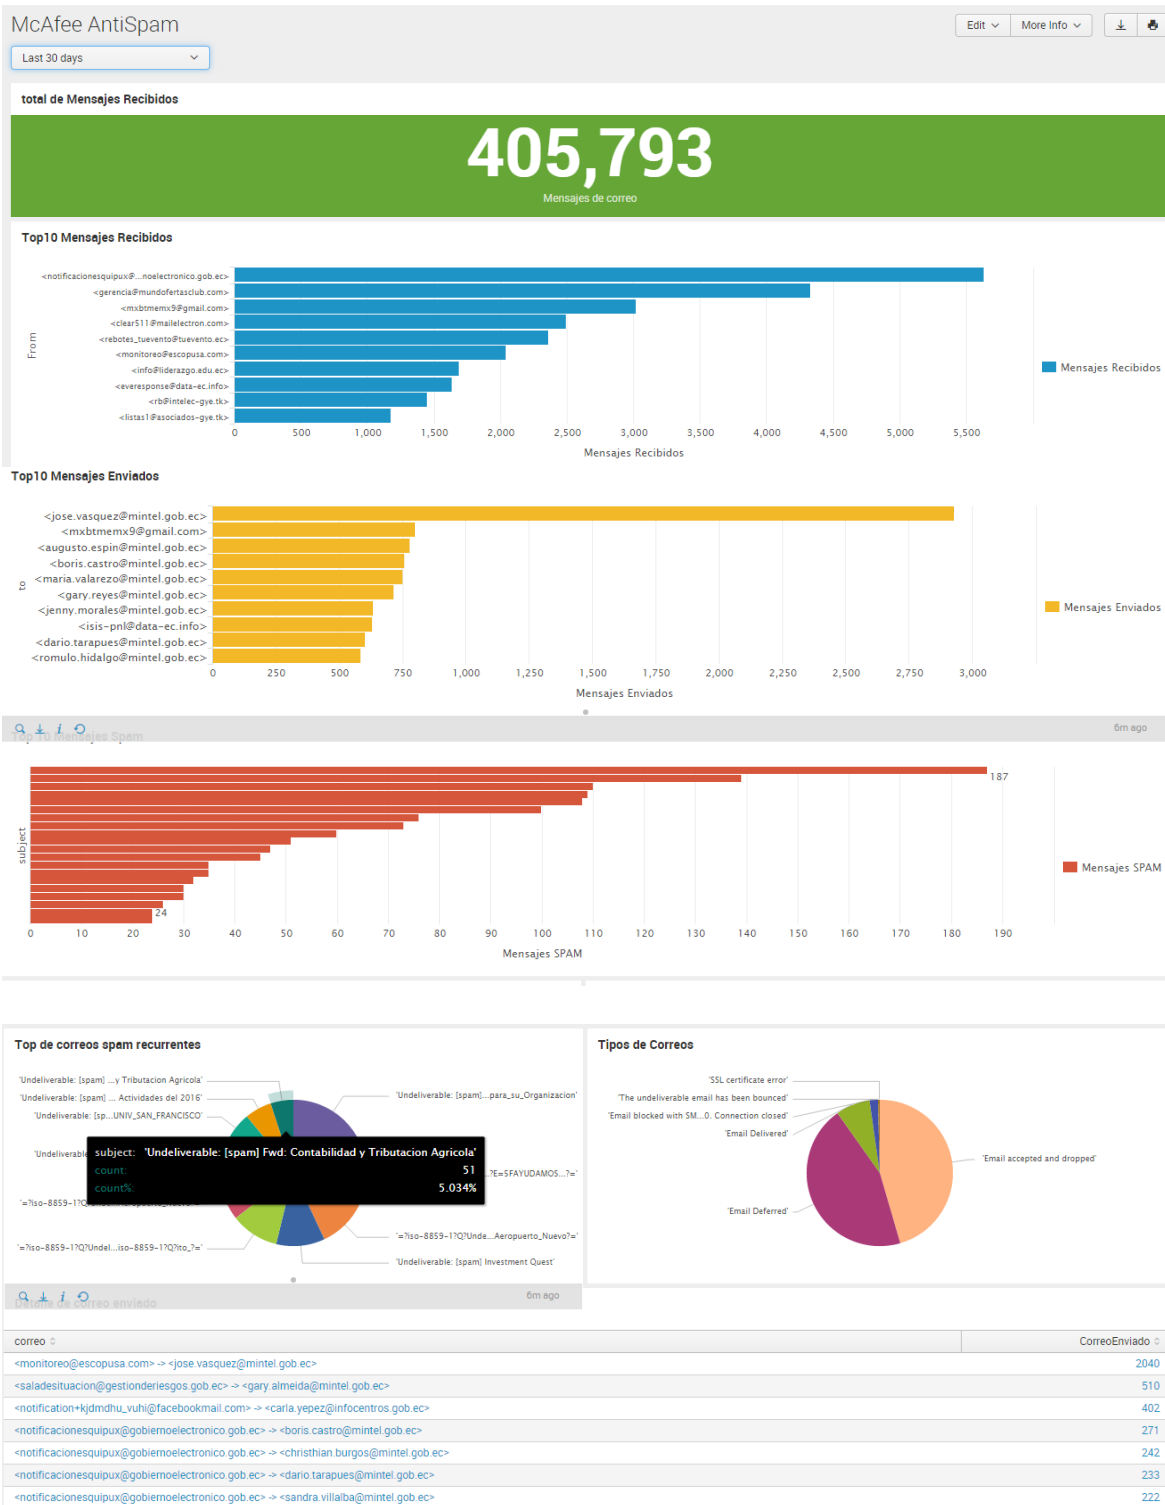 McAfee AntiSpam
Edit
More Info
Last 30 days
total de Mensajes Recibidos
405,793
Mensajes de correo
Top10 Mensajes Recibidos
From
<notificacionesquipux@...noelectronico.gob.ec>
<gerencia@mundofertasclub.com>
<mxbtmemx9@gmail.com>
<clear511@mailelectron.com>
<rebotes_tuevento@tuevento.ec>
<monitoreo@escopusa.com>
<info@liderazgo.edu.ec>
<everesponse@data-ec.info>
<rb@intelec-gye.tk>
<listas1@asociados-gye.tk>
0 500 1,000 1,500 2,000 2,500 3,000 3,500 4,000 4,500 5,000 5,500
Mensajes Recibidos
Mensajes Recibidos
Top10 Mensajes Enviados
to
<jose.vasquez@mintel.gob.ec>
<mxbtmemx9@gmail.com>
<augusto.espin@mintel.gob.ec>
<boris.castro@mintel.gob.ec>
<maria.valarezo@mintel.gob.ec>
<gary.reyes@mintel.gob.ec>
<jenny.morales@mintel.gob.ec>
<isis-pnl@data-ec.info>
<dario.tarapues@mintel.gob.ec>
<romulo.hidalgo@mintel.gob.ec>
0 250 500 750 1,000 1,250 1,500 1,750 2,000 2,250 2,500 2,750 3,000
Mensajes Enviados
Mensajes Enviados
6m ago
Top 10 Mensajes Spam
subject
187
24
0 10 20 30 40 50 60 70 80 90 100 110 120 130 140 150 160 170 180 190
Mensajes SPAM
Mensajes SPAM
Top de correos spam recurrentes
'Undeliverable: [spam] ...y Tributacion Agricola'
'Undeliverable: [spam] ... Actividades del 2016'
'Undeliverable: [sp...UNIV_SAN_FRANCISCO'
'Undeliverable
'=?iso-8859-1?Q?
'=?iso-8859-1?Q?Undel...iso-8859-1?Q?ito_?='
'Undeliverable: [spam]...para_su_Organizacion'
...?E=5FAYUDAMOS...?='
'=?iso-8859-1?Q?Unde...Aeropuerto_Nuevo?='
'Undeliverable: [spam] Investment Quest'
subject: 'Undeliverable: [spam] Fwd: Contabilidad y Tributacion Agricola'
count: 51
count%: 5.034%
6m ago
Tipos de Correos
'SSL certificate error'
'The undeliverable email has been bounced'
'Email blocked with SM...0. Connection closed'
'Email Delivered'
'Email Deferred'
'Email accepted and dropped'
Detalle de correo enviado
correo CorreoEnviado
<monitoreo@escopusa.com> -> <jose.vasquez@mintel.gob.ec> 2040
<saladesituacion@gestionderiesgos.gob.ec> -> <gary.almeida@mintel.gob.ec> 510
<notification+kjdmdhu_vuhi@facebookmail.com> -> <carla.yepez@infocentros.gob.ec> 402
<notificacionesquipux@gobiernoelectronico.gob.ec> -> <boris.castro@mintel.gob.ec> 271
<notificacionesquipux@gobiernoelectronico.gob.ec> -> <christhian.burgos@mintel.gob.ec> 242
<notificacionesquipux@gobiernoelectronico.gob.ec> -> <dario.tarapues@mintel.gob.ec> 233
<notificacionesquipux@gobiernoelectronico.gob.ec> -> <sandra.villalba@mintel.gob.ec> 222